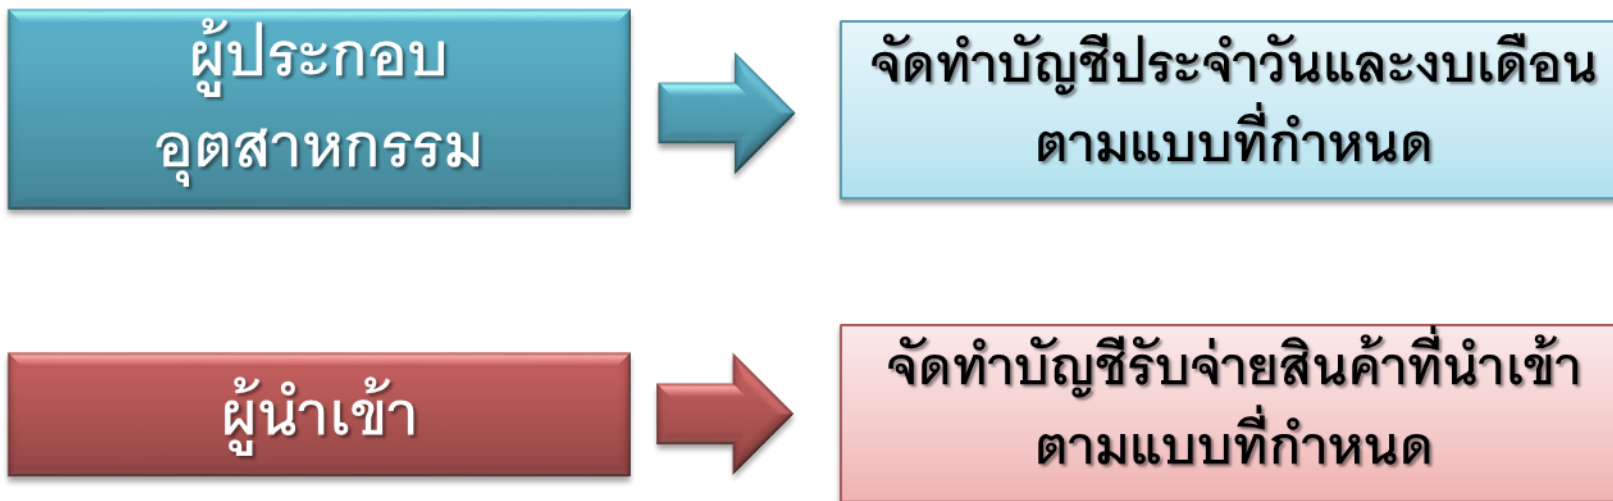 ผู้ประกอบ
อุตสาหกรรม
จัดทำบัญชีประจำวันและงบเดือน
ตามแบบที่กำหนด
ผู้นำเข้า
จัดทำบัญชีรับจ่ายสินค้าที่นำเข้า
ตามแบบที่กำหนด